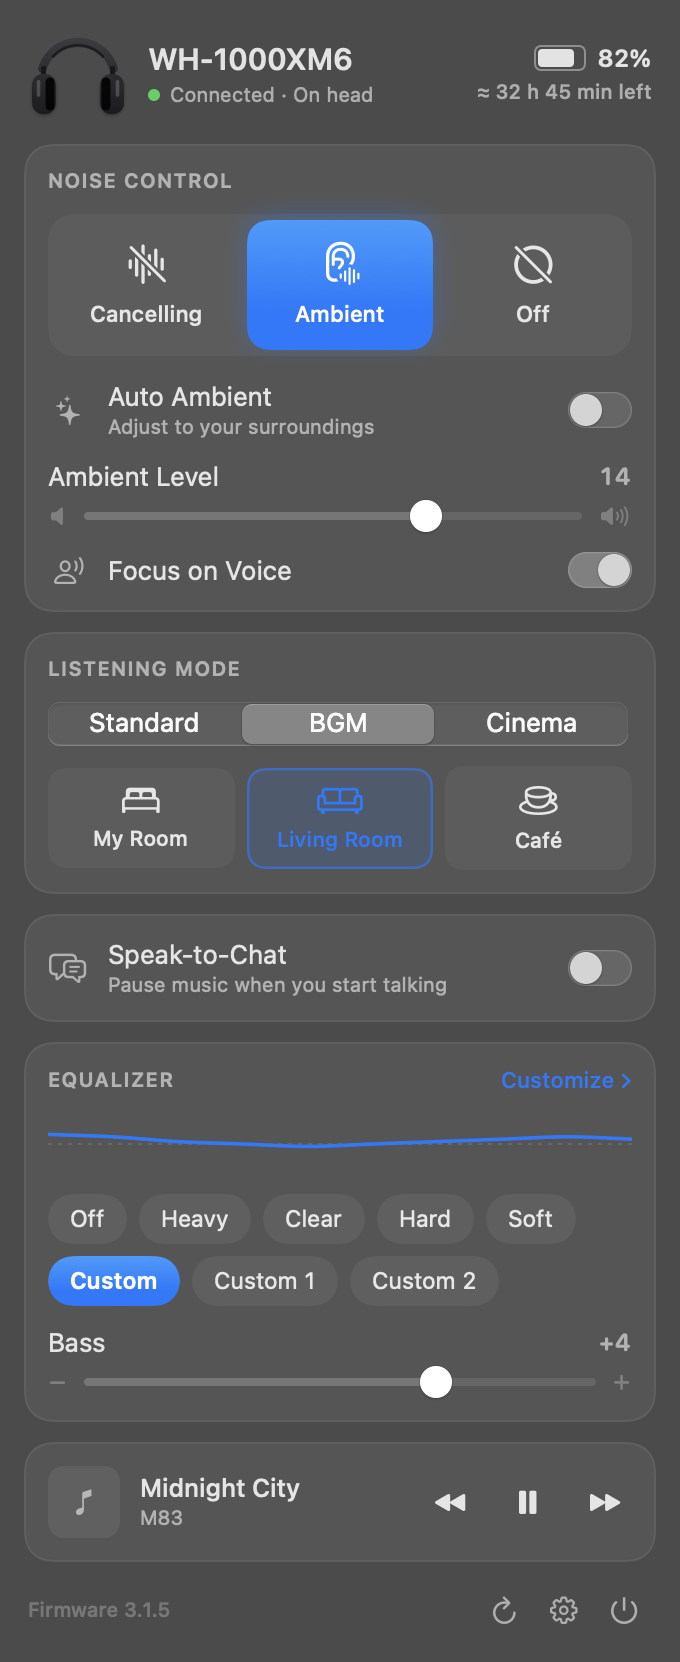 WH-1000XM6
82%
Connected · On head
≈ 32 h 45 min left
NOISE CONTROL
Cancelling
Ambient
Off
Auto Ambient
Adjust to your surroundings
Ambient Level
14
Focus on Voice
LISTENING MODE
Standard
BGM
Cinema
My Room
Living Room
Café
Speak-to-Chat
Pause music when you start talking
EQUALIZER
Customize >
Off
Heavy
Clear
Hard
Soft
Custom
Custom 1
Custom 2
Bass
+4
Midnight City
M83
Firmware 3.1.5